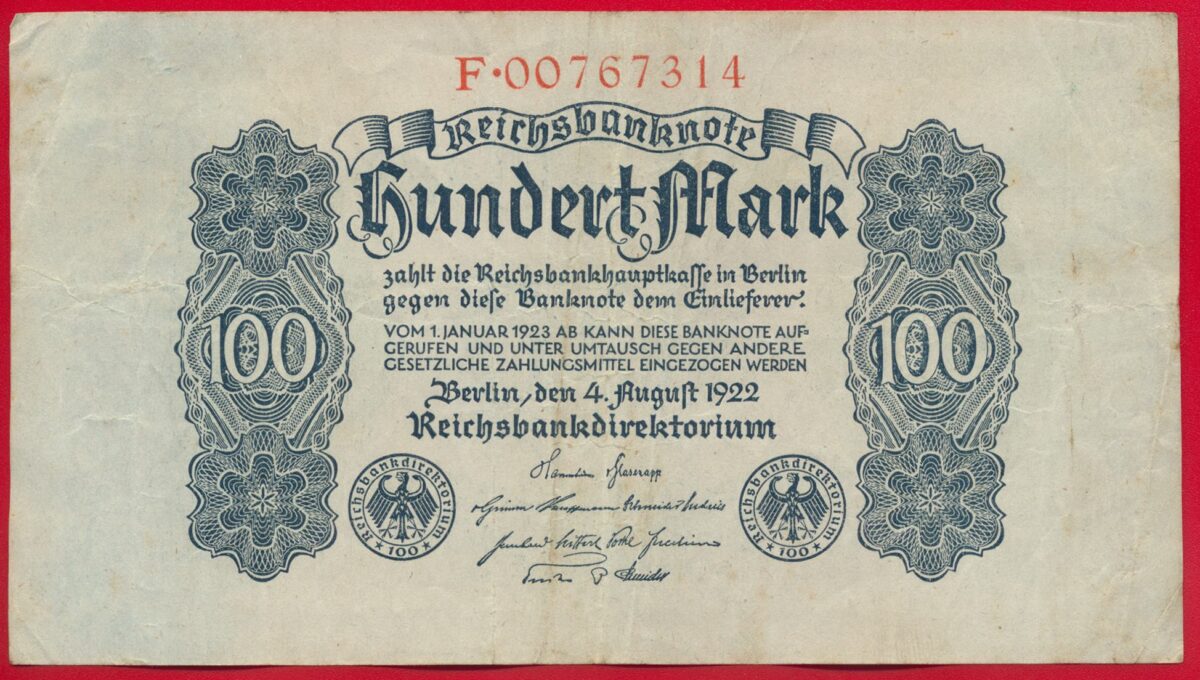 F·00767314
Reichsbanknote
Hundert Mark
zahlt die Reichsbankhauptkasse in Berlin
gegen diese Banknote dem Einlieferer.
VOM 1. JANUAR 1923 AB KANN DIESE BANKNOTE AUF=
GERUFEN UND UNTER UMTAUSCH GEGEN ANDERE
GESETZLICHE ZAHLUNGSMITTEL EINGEZOGEN WERDEN
100
100
Berlin, den 4. August 1922
Reichsbankdirektorium
Reichsbankdirektorium
★ 100 ★
Reichsbankdirektorium
★ 100 ★